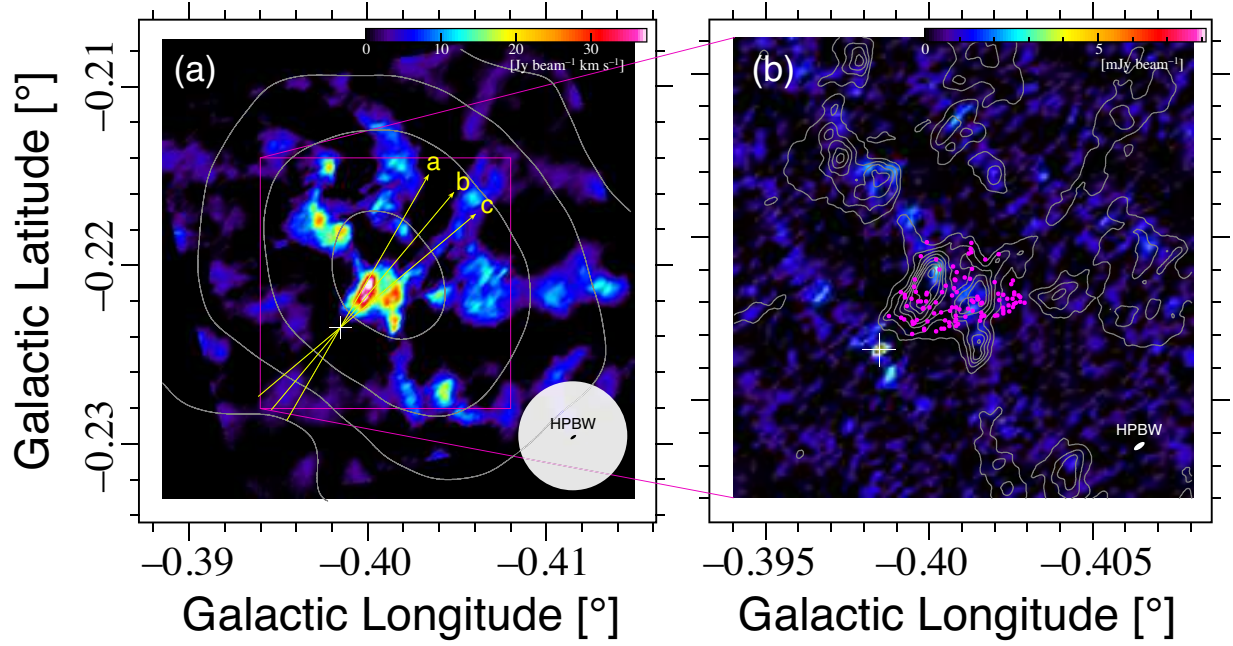 (a)
0 10 20 30
[Jy beam⁻¹ km s⁻¹]
a
b
c
HPBW
−0.21
−0.22
−0.23
Galactic Latitude [°]
−0.39 −0.40 −0.41
Galactic Longitude [°]
(b)
0 5
[mJy beam⁻¹]
HPBW
−0.395 −0.40 −0.405
Galactic Longitude [°]